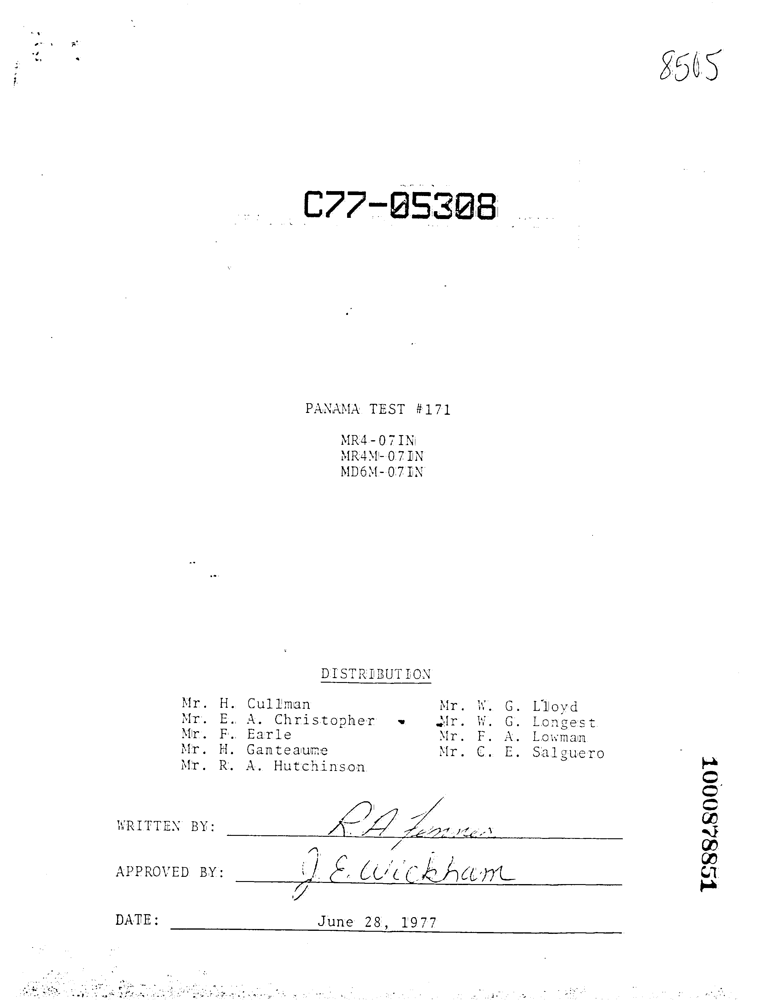 8505
C77-05308
PANAMA TEST #171
MR4-07IN
MR4M-07IN
MD6M-07IN
DISTRIBUTION
Mr. H. Cullman
Mr. E. A. Christopher
Mr. F. Earle
Mr. H. Ganteaume
Mr. R. A. Hutchinson
Mr. W. G. Lloyd
Mr. W. G. Longest
Mr. F. A. Lowman
Mr. C. E. Salguero
WRITTEN BY: R A Fenner
APPROVED BY: J. E. Wickham
DATE: June 28, 1977
1000878851